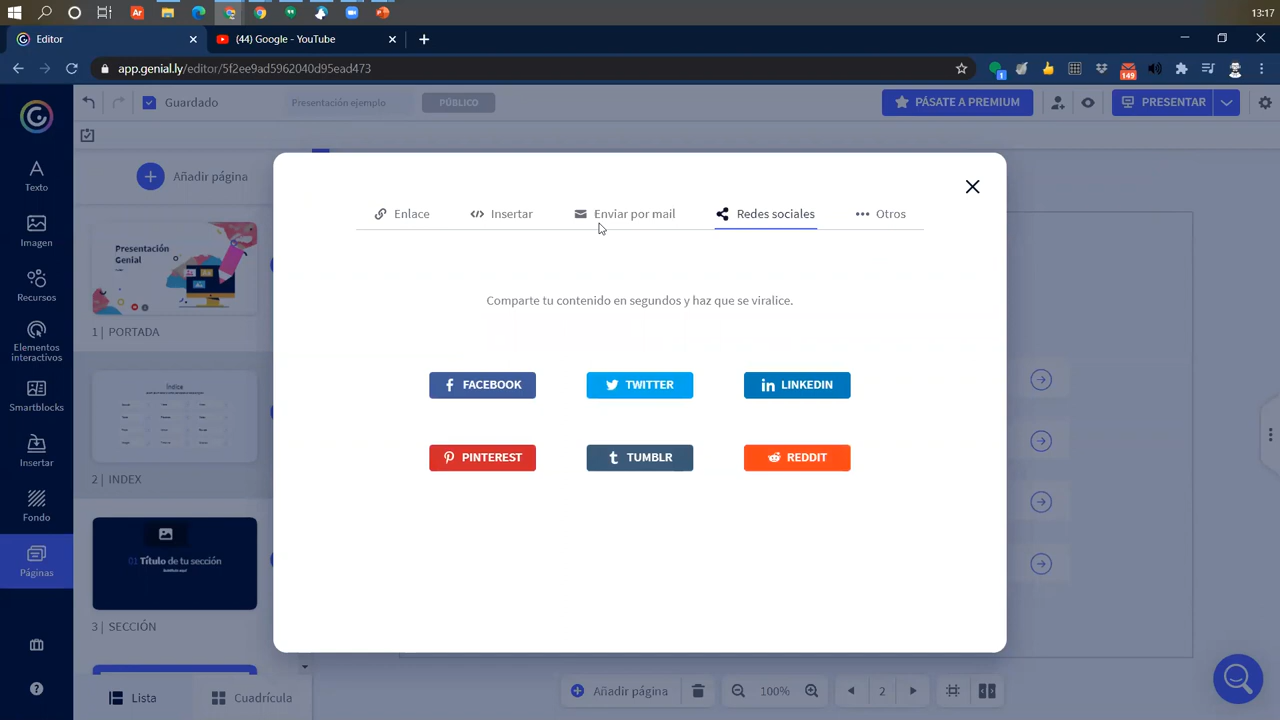 13:17
Editor
(44) Google - YouTube
app.genial.ly/editor/5f2ee9ad5962040d95ead473
1
149
Guardado
Presentación ejemplo
PÚBLICO
PÁSATE A PREMIUM
PRESENTAR
Texto
Imagen
Recursos
Elementos
interactivos
Smartblocks
Insertar
Fondo
Páginas
Añadir página
Presentación
Genial
1 | PORTADA
Índice
2 | INDEX
01 Título de tu sección
3 | SECCIÓN
Lista
Cuadrícula
Enlace
Insertar
Enviar por mail
Redes sociales
Otros
Comparte tu contenido en segundos y haz que se viralice.
FACEBOOK
TWITTER
LINKEDIN
PINTEREST
TUMBLR
REDDIT
Añadir página
100%
2